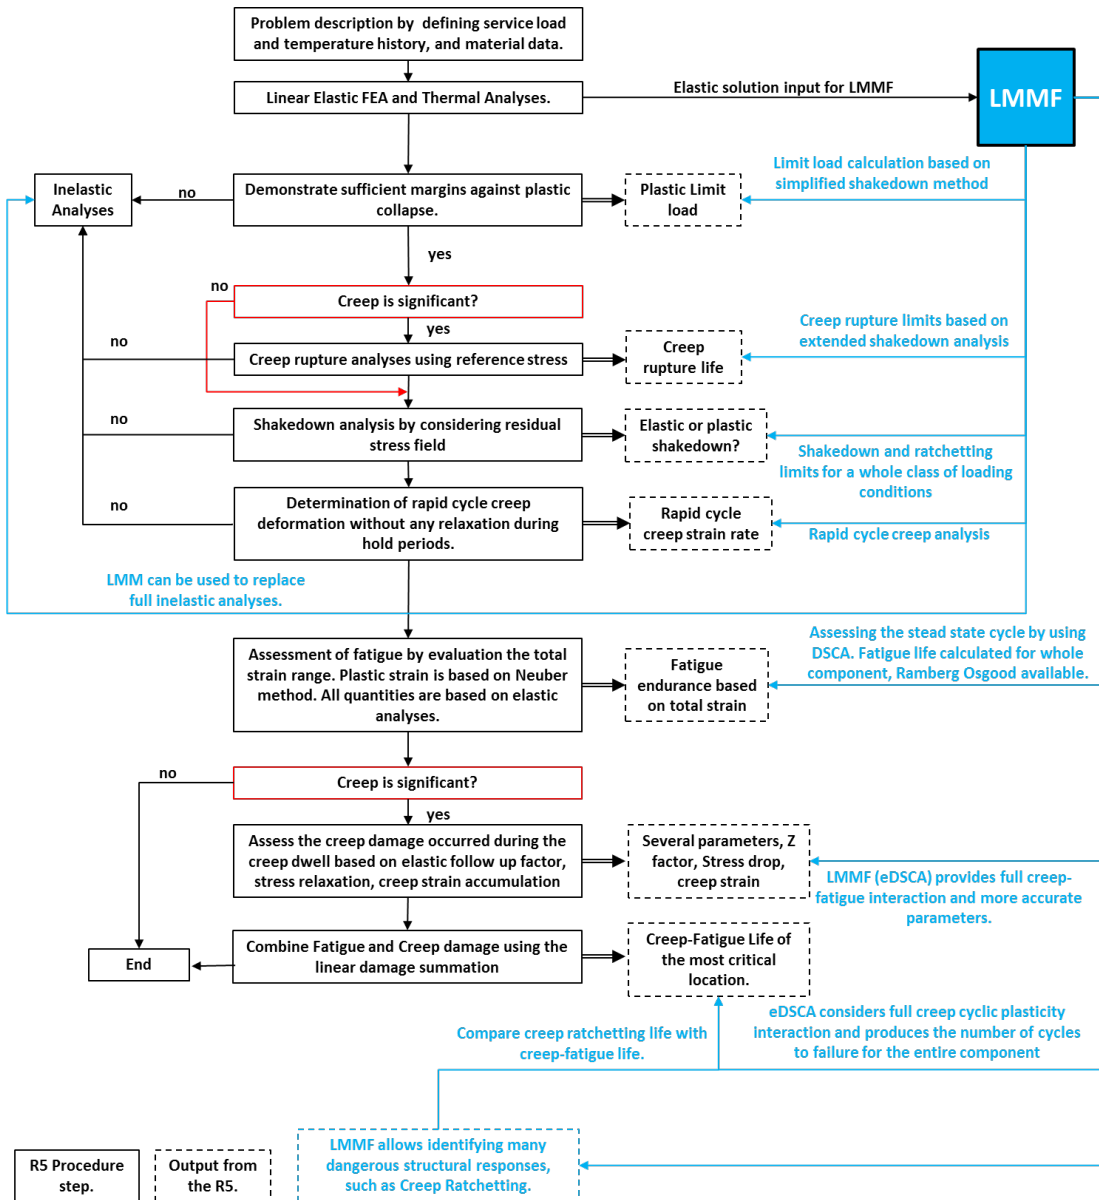 Problem description by defining service load
and temperature history, and material data.
Linear Elastic FEA and Thermal Analyses.
Elastic solution input for LMMF
LMMF
Limit load calculation based on
simplified shakedown method
Inelastic
Analyses
no
Demonstrate sufficient margins against plastic
collapse.
Plastic Limit
load
yes
no
Creep is significant?
yes
Creep rupture limits based on
extended shakedown analysis
no
Creep rupture analyses using reference stress
Creep
rupture life
no
Shakedown analysis by considering residual
stress field
Elastic or plastic
shakedown?
Shakedown and ratchetting
limits for a whole class of loading
conditions
no
Determination of rapid cycle creep
deformation without any relaxation during
hold periods.
Rapid cycle
creep strain rate
Rapid cycle creep analysis
LMM can be used to replace
full inelastic analyses.
Assessing the stead state cycle by using
DSCA. Fatigue life calculated for whole
component, Ramberg Osgood available.
Assessment of fatigue by evaluation the total
strain range. Plastic strain is based on Neuber
method. All quantities are based on elastic
analyses.
Fatigue
endurance based
on total strain
no
Creep is significant?
yes
Assess the creep damage occurred during the
creep dwell based on elastic follow up factor,
stress relaxation, creep strain accumulation
Several parameters, Z
factor, Stress drop,
creep strain
LMMF (eDSCA) provides full creep-
fatigue interaction and more accurate
parameters.
End
Combine Fatigue and Creep damage using the
linear damage summation
Creep-Fatigue Life of
the most critical
location.
Compare creep ratchetting life with
creep-fatigue life.
eDSCA considers full creep cyclic plasticity
interaction and produces the number of cycles
to failure for the entire component
R5 Procedure
step.
Output from
the R5.
LMMF allows identifying many
dangerous structural responses,
such as Creep Ratchetting.